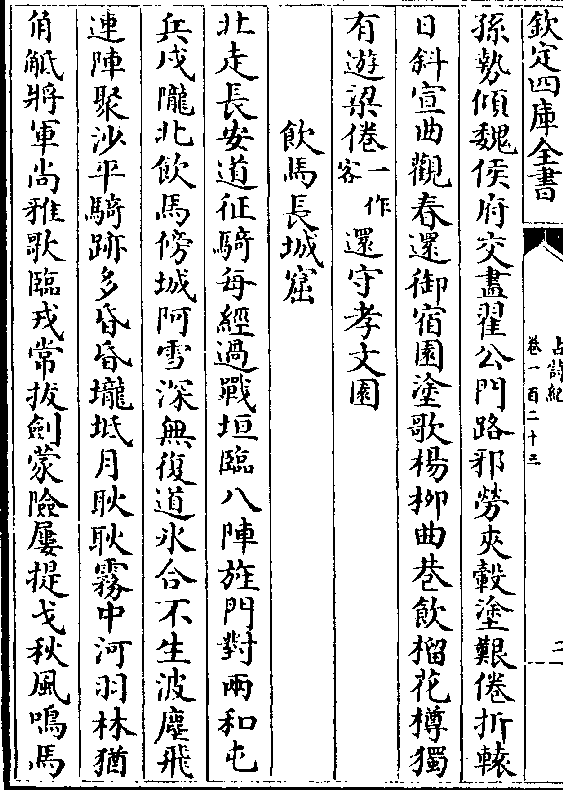 欽定四庫全書
古詩紀
卷一百二十三
二
孫勢傾魏侯府交盡翟公門路邪勞夾轂塗艱倦折轅
日斜宣曲觀春還御宿園塗歌楊柳曲巷飲榴花樽獨
有遊梁倦一作客還守孝文園
飲馬長城窟
北走長安道征騎每經過戰垣臨八陣旌門對兩和屯
兵戍隴北飲馬傍城阿雪深無復道氷合不生波塵飛
連陣聚沙平騎跡多昏昏壠坻月耿耿霧中河羽林猶
角觝將軍尚雅歌臨戎常拔劍蒙險屢提戈秋風鳴馬